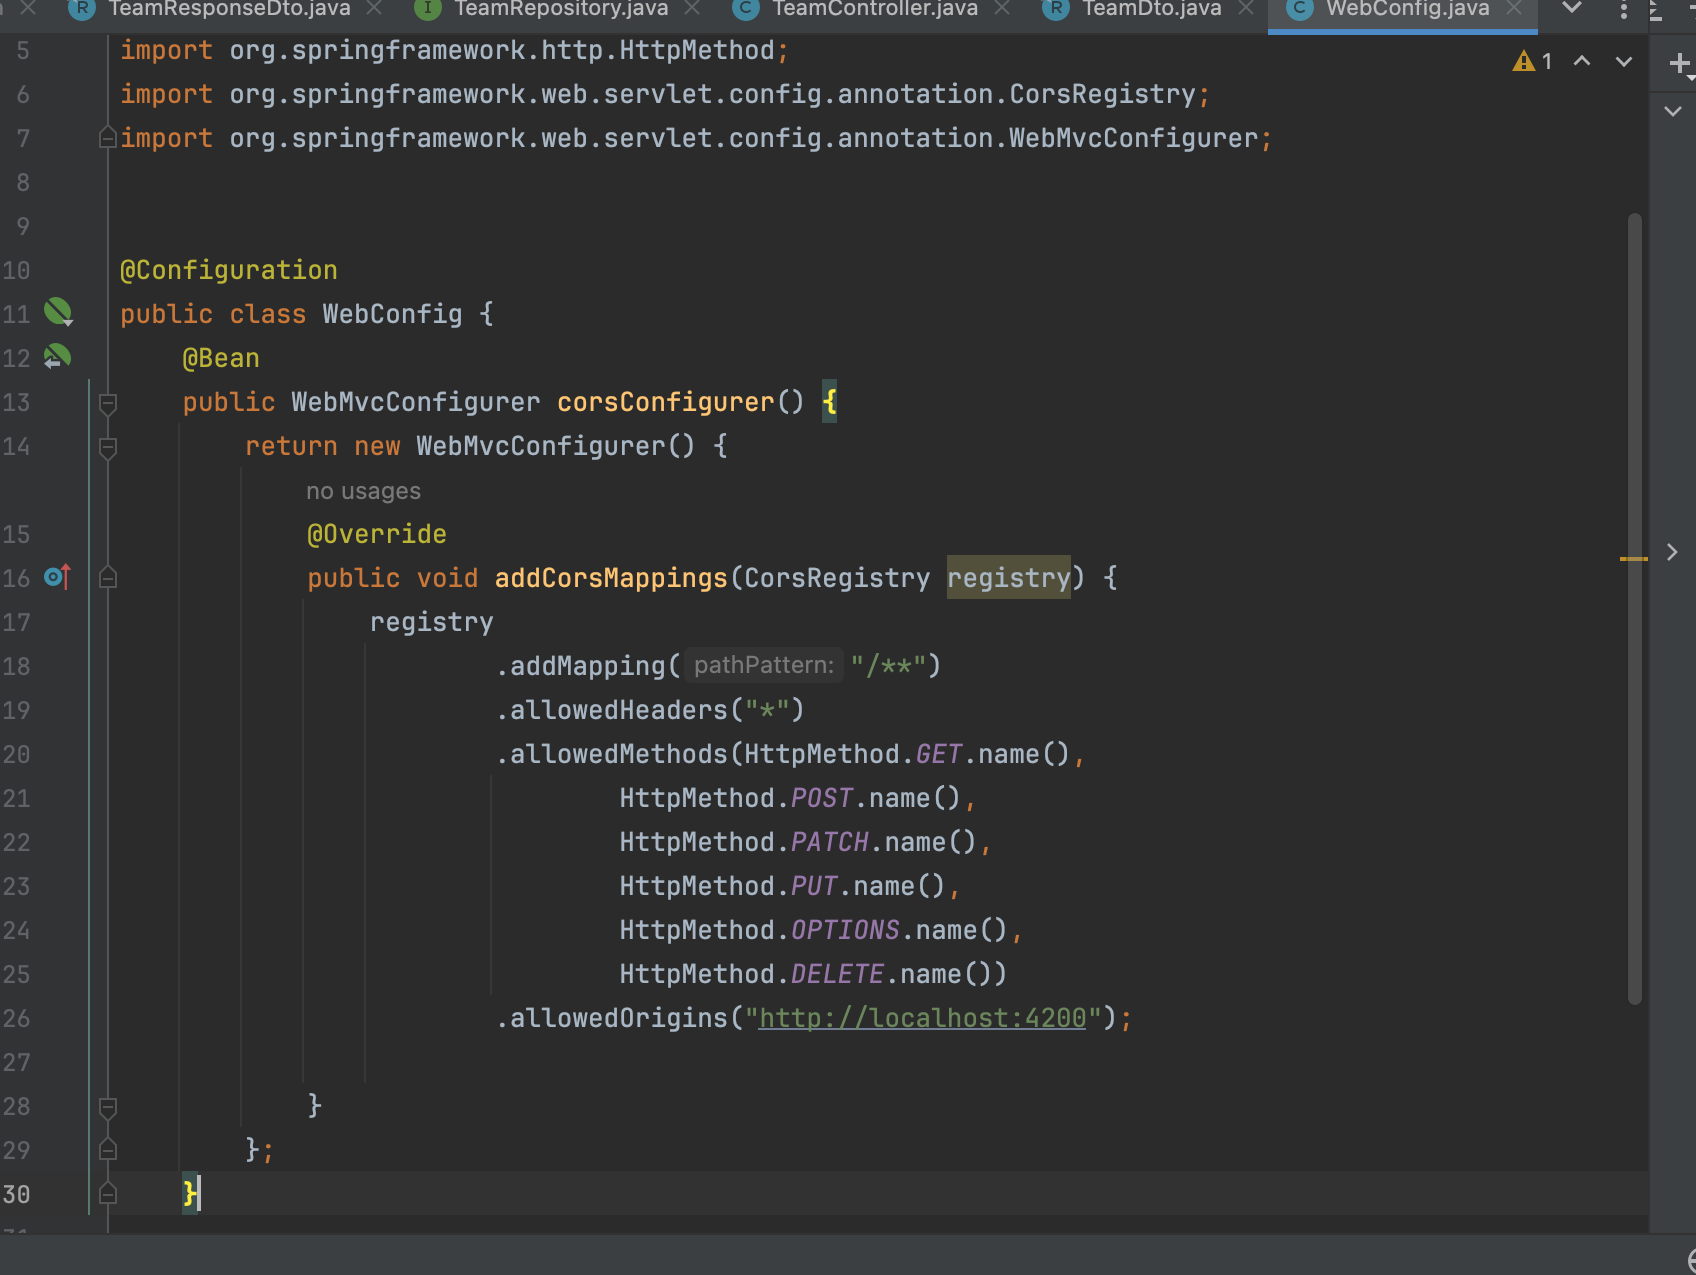 TeamResponseDto.java TeamRepository.java TeamController.java TeamDto.java WebConfig.java
5 import org.springframework.http.HttpMethod; 1
6 import org.springframework.web.servlet.config.annotation.CorsRegistry;
7 import org.springframework.web.servlet.config.annotation.WebMvcConfigurer;
8
9
10 @Configuration
11 public class WebConfig {
12 @Bean
13 public WebMvcConfigurer corsConfigurer() {
14 return new WebMvcConfigurer() {
no usages
15 @Override
16 public void addCorsMappings(CorsRegistry registry) {
17 registry
18 .addMapping( pathPattern: "/**")
19 .allowedHeaders("*")
20 .allowedMethods(HttpMethod.GET.name(),
21 HttpMethod.POST.name(),
22 HttpMethod.PATCH.name(),
23 HttpMethod.PUT.name(),
24 HttpMethod.OPTIONS.name(),
25 HttpMethod.DELETE.name())
26 .allowedOrigins("http://localhost:4200");
27
28 }
29 };
30 }